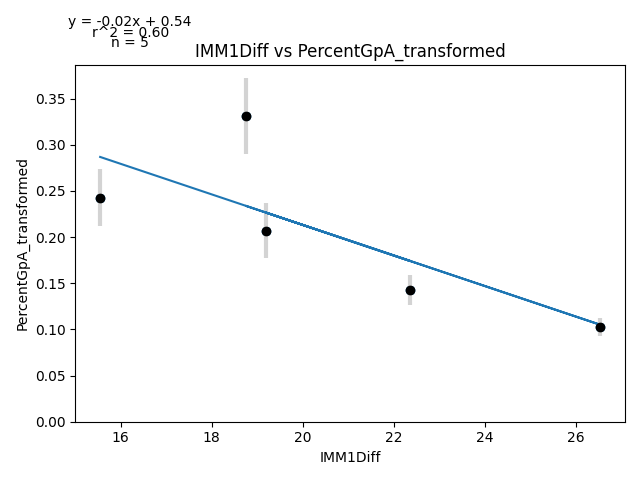 y = -0.02x + 0.54
r^2 = 0.60
n = 5
IMM1Diff vs PercentGpA_transformed
0.35
0.30
0.25
0.20
0.15
0.10
0.05
0.00
PercentGpA_transformed
16 18 20 22 24 26
IMM1Diff